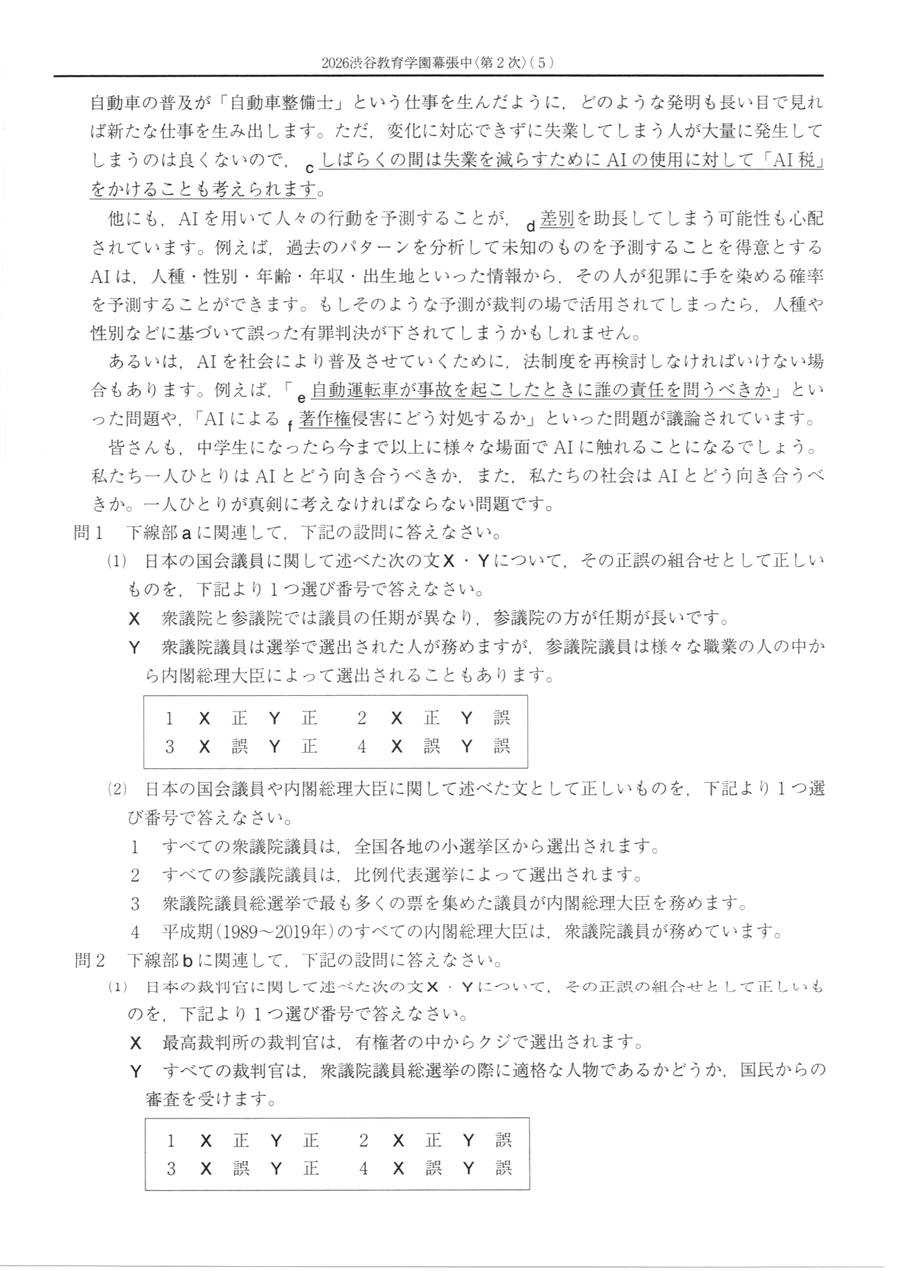 2026渋谷教育学園幕張中〈第2次〉(5)
自動車の普及が「自動車整備士」という仕事を生んだように，どのような発明も長い目で見れ
ば新たな仕事を生み出します。ただ，変化に対応できずに失業してしまう人が大量に発生して
しまうのは良くないので，cしばらくの間は失業を減らすためにAIの使用に対して「AI税」
をかけることも考えられます。
他にも，AIを用いて人々の行動を予測することが，d差別を助長してしまう可能性も心配
されています。例えば，過去のパターンを分析して未知のものを予測することを得意とする
AIは，人種・性別・年齢・年収・出生地といった情報から，その人が犯罪に手を染める確率
を予測することができます。もしそのような予測が裁判の場で活用されてしまったら，人種や
性別などに基づいて誤った有罪判決が下されてしまうかもしれません。
あるいは，AIを社会により普及させていくために，法制度を再検討しなければいけない場
合もあります。例えば，「e自動運転車が事故を起こしたときに誰の責任を問うべきか」とい
った問題や，「AIによるf著作権侵害にどう対処するか」といった問題が議論されています。
皆さんも，中学生になったら今まで以上に様々な場面でAIに触れることになるでしょう。
私たち一人ひとりはAIとどう向き合うべきか，また，私たちの社会はAIとどう向き合うべ
きか。一人ひとりが真剣に考えなければならない問題です。
問1 下線部aに関連して，下記の設問に答えなさい。
(1) 日本の国会議員に関して述べた次の文X・Yについて，その正誤の組合せとして正しい
ものを，下記より1つ選び番号で答えなさい。
X 衆議院と参議院では議員の任期が異なり，参議院の方が任期が長いです。
Y 衆議院議員は選挙で選出された人が務めますが，参議院議員は様々な職業の人の中か
ら内閣総理大臣によって選出されることもあります。
1 X 正 Y 正 2 X 正 Y 誤
3 X 誤 Y 正 4 X 誤 Y 誤
(2) 日本の国会議員や内閣総理大臣に関して述べた文として正しいものを，下記より1つ選
び番号で答えなさい。
1 すべての衆議院議員は，全国各地の小選挙区から選出されます。
2 すべての参議院議員は，比例代表選挙によって選出されます。
3 衆議院議員総選挙で最も多くの票を集めた議員が内閣総理大臣を務めます。
4 平成期(1989～2019年)のすべての内閣総理大臣は，衆議院議員が務めています。
問2 下線部bに関連して，下記の設問に答えなさい。
(1) 日本の裁判官に関して述べた次の文X・Yについて，その正誤の組合せとして正しいも
のを，下記より1つ選び番号で答えなさい。
X 最高裁判所の裁判官は，有権者の中からクジで選出されます。
Y すべての裁判官は，衆議院議員総選挙の際に適格な人物であるかどうか，国民からの
審査を受けます。
1 X 正 Y 正 2 X 正 Y 誤
3 X 誤 Y 正 4 X 誤 Y 誤